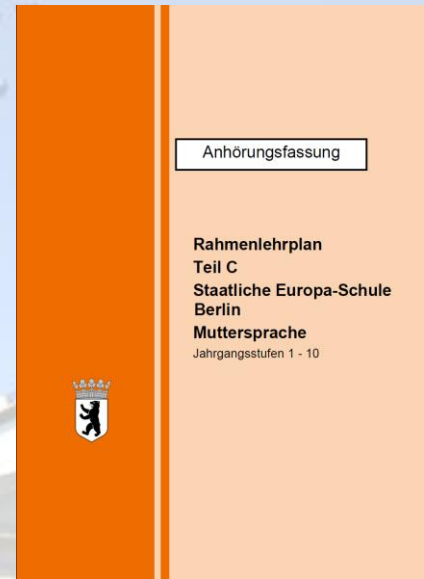 Anhörungsfassung
Rahmenlehrplan
Teil C
Staatliche Europa-Schule
Berlin
Muttersprache
Jahrgangsstufen 1 - 10